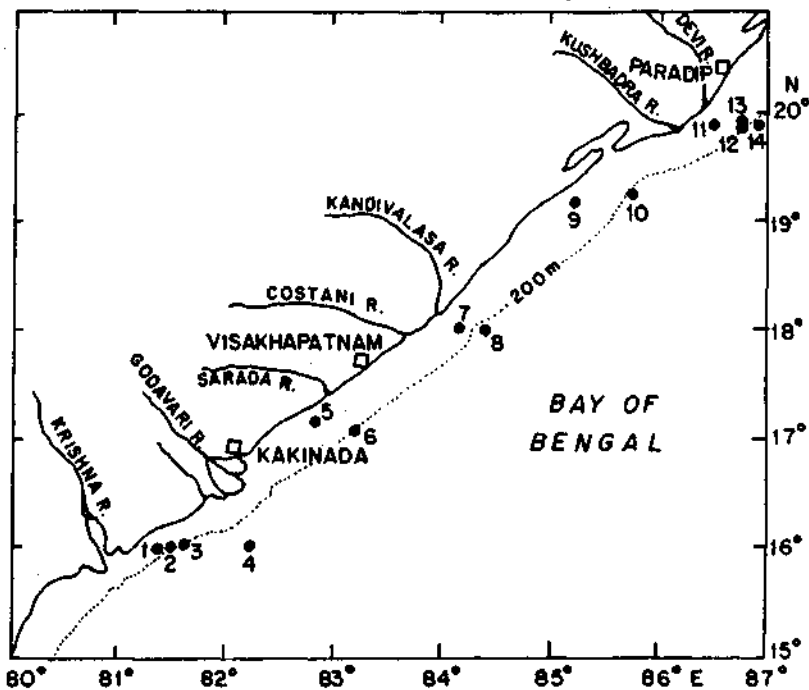 DEVI R.
KUSHBADRA R.
PARADIP
N
20°
13
11
12
14
KANDIVALASA R.
9
10
19°
200m
COSTANI R.
7
8
18°
VISAKHAPATNAM
SARADA R.
GODAVARI R.
5
6
BAY OF
BENGAL
17°
KRISHNA R.
KAKINADA
1
2
3
4
16°
15°
80° 81° 82° 83° 84° 85° 86° E 87°